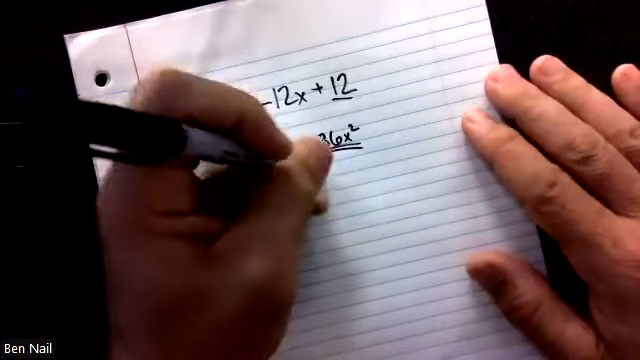 -12x + 12
36x²
Ben Nail